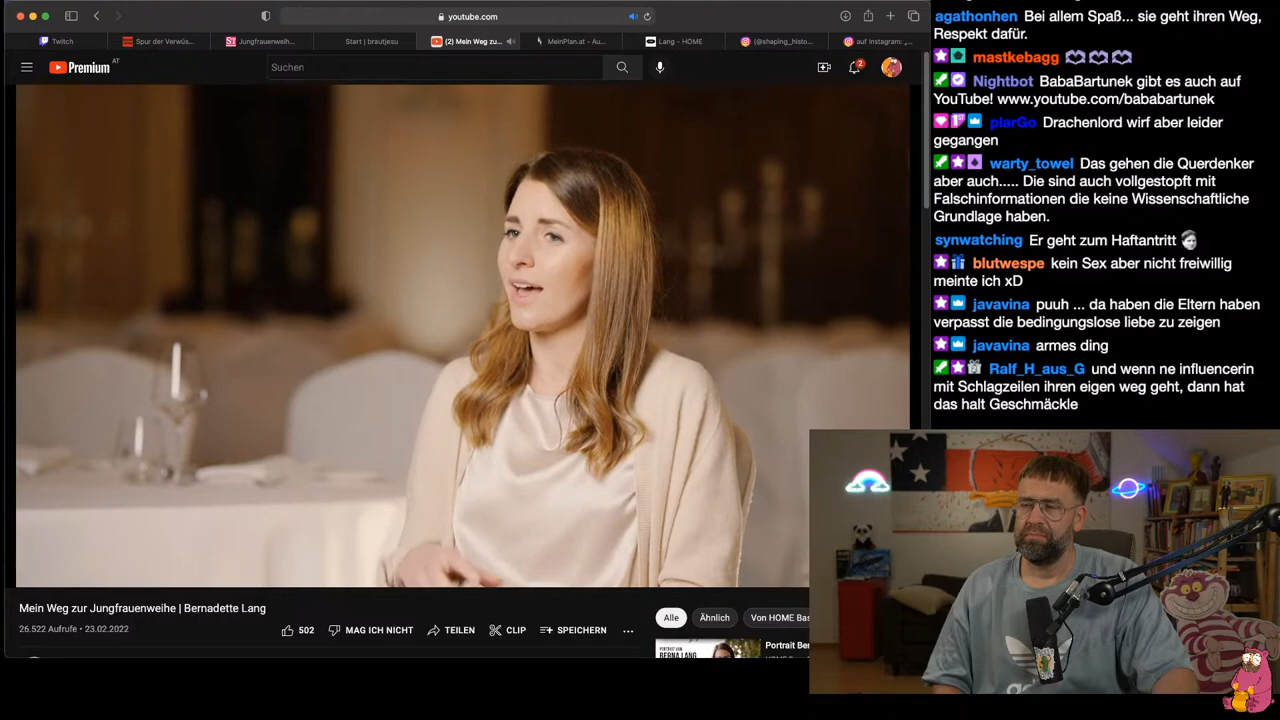 youtube.com
Twitch
Spur der Verwüs...
Jungfrauenweihe...
Start | brautjesu
(2) Mein Weg zu...
MeinPlan.at - Au...
Lang - HOME
(@shaping_histo...
auf Instagram: „...
Premium
AT
Suchen
2
Mein Weg zur Jungfrauenweihe | Bernadette Lang
26.522 Aufrufe • 23.02.2022
502
MAG ICH NICHT
TEILEN
CLIP
SPEICHERN
Alle
Ähnlich
Von HOME Bas
PORTRAIT VON
BERNA LANG
Portrait Ber
agathonhen Bei allem Spaß... sie geht ihren Weg,
Respekt dafür.
mastkebagg
Nightbot BabaBartunek gibt es auch auf
YouTube! www.youtube.com/bababartunek
plarGo Drachenlord wirf aber leider
gegangen
warty_towel Das gehen die Querdenker
aber auch..... Die sind auch vollgestopft mit
Falschinformationen die keine Wissenschaftliche
Grundlage haben.
synwatching Er geht zum Haftantritt
blutwespe kein Sex aber nicht freiwillig
meinte ich xD
javavina puuh ... da haben die Eltern haben
verpasst die bedingungslose liebe zu zeigen
javavina armes ding
Ralf_H_aus_G und wenn ne influencerin
mit Schlagzeilen ihren eigen weg geht, dann hat
das halt Geschmäckle